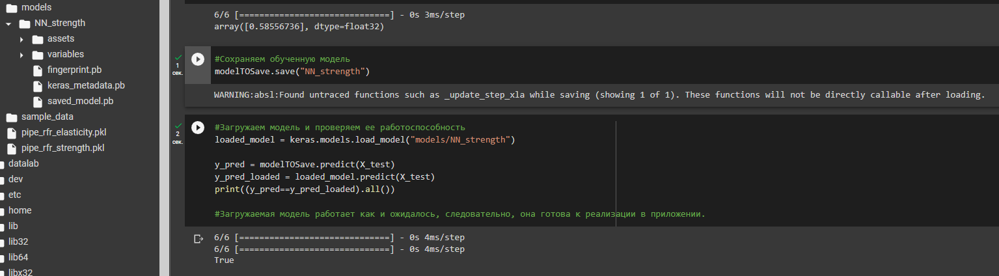 models
NN_strength
assets
variables
fingerprint.pb
keras_metadata.pb
saved_model.pb
sample_data
pipe_rfr_elasticity.pkl
pipe_rfr_strength.pkl
datalab
dev
etc
home
lib
lib32
lib64
libx32
6/6 [==============================] - 0s 3ms/step
array([0.58556736], dtype=float32)
1
сек.
#Сохраняем обученную модель
modelTOSave.save("NN_strength")
WARNING:absl:Found untraced functions such as _update_step_xla while saving (showing 1 of 1). These functions will not be directly callable after loading.
2
сек.
#Загружаем модель и проверяем ее работоспособность
loaded_model = keras.models.load_model("models/NN_strength")
y_pred = modelTOSave.predict(X_test)
y_pred_loaded = loaded_model.predict(X_test)
print((y_pred==y_pred_loaded).all())
#Загружаемая модель работает как и ожидалось, следовательно, она готова к реализации в приложении.
6/6 [==============================] - 0s 4ms/step
6/6 [==============================] - 0s 4ms/step
True